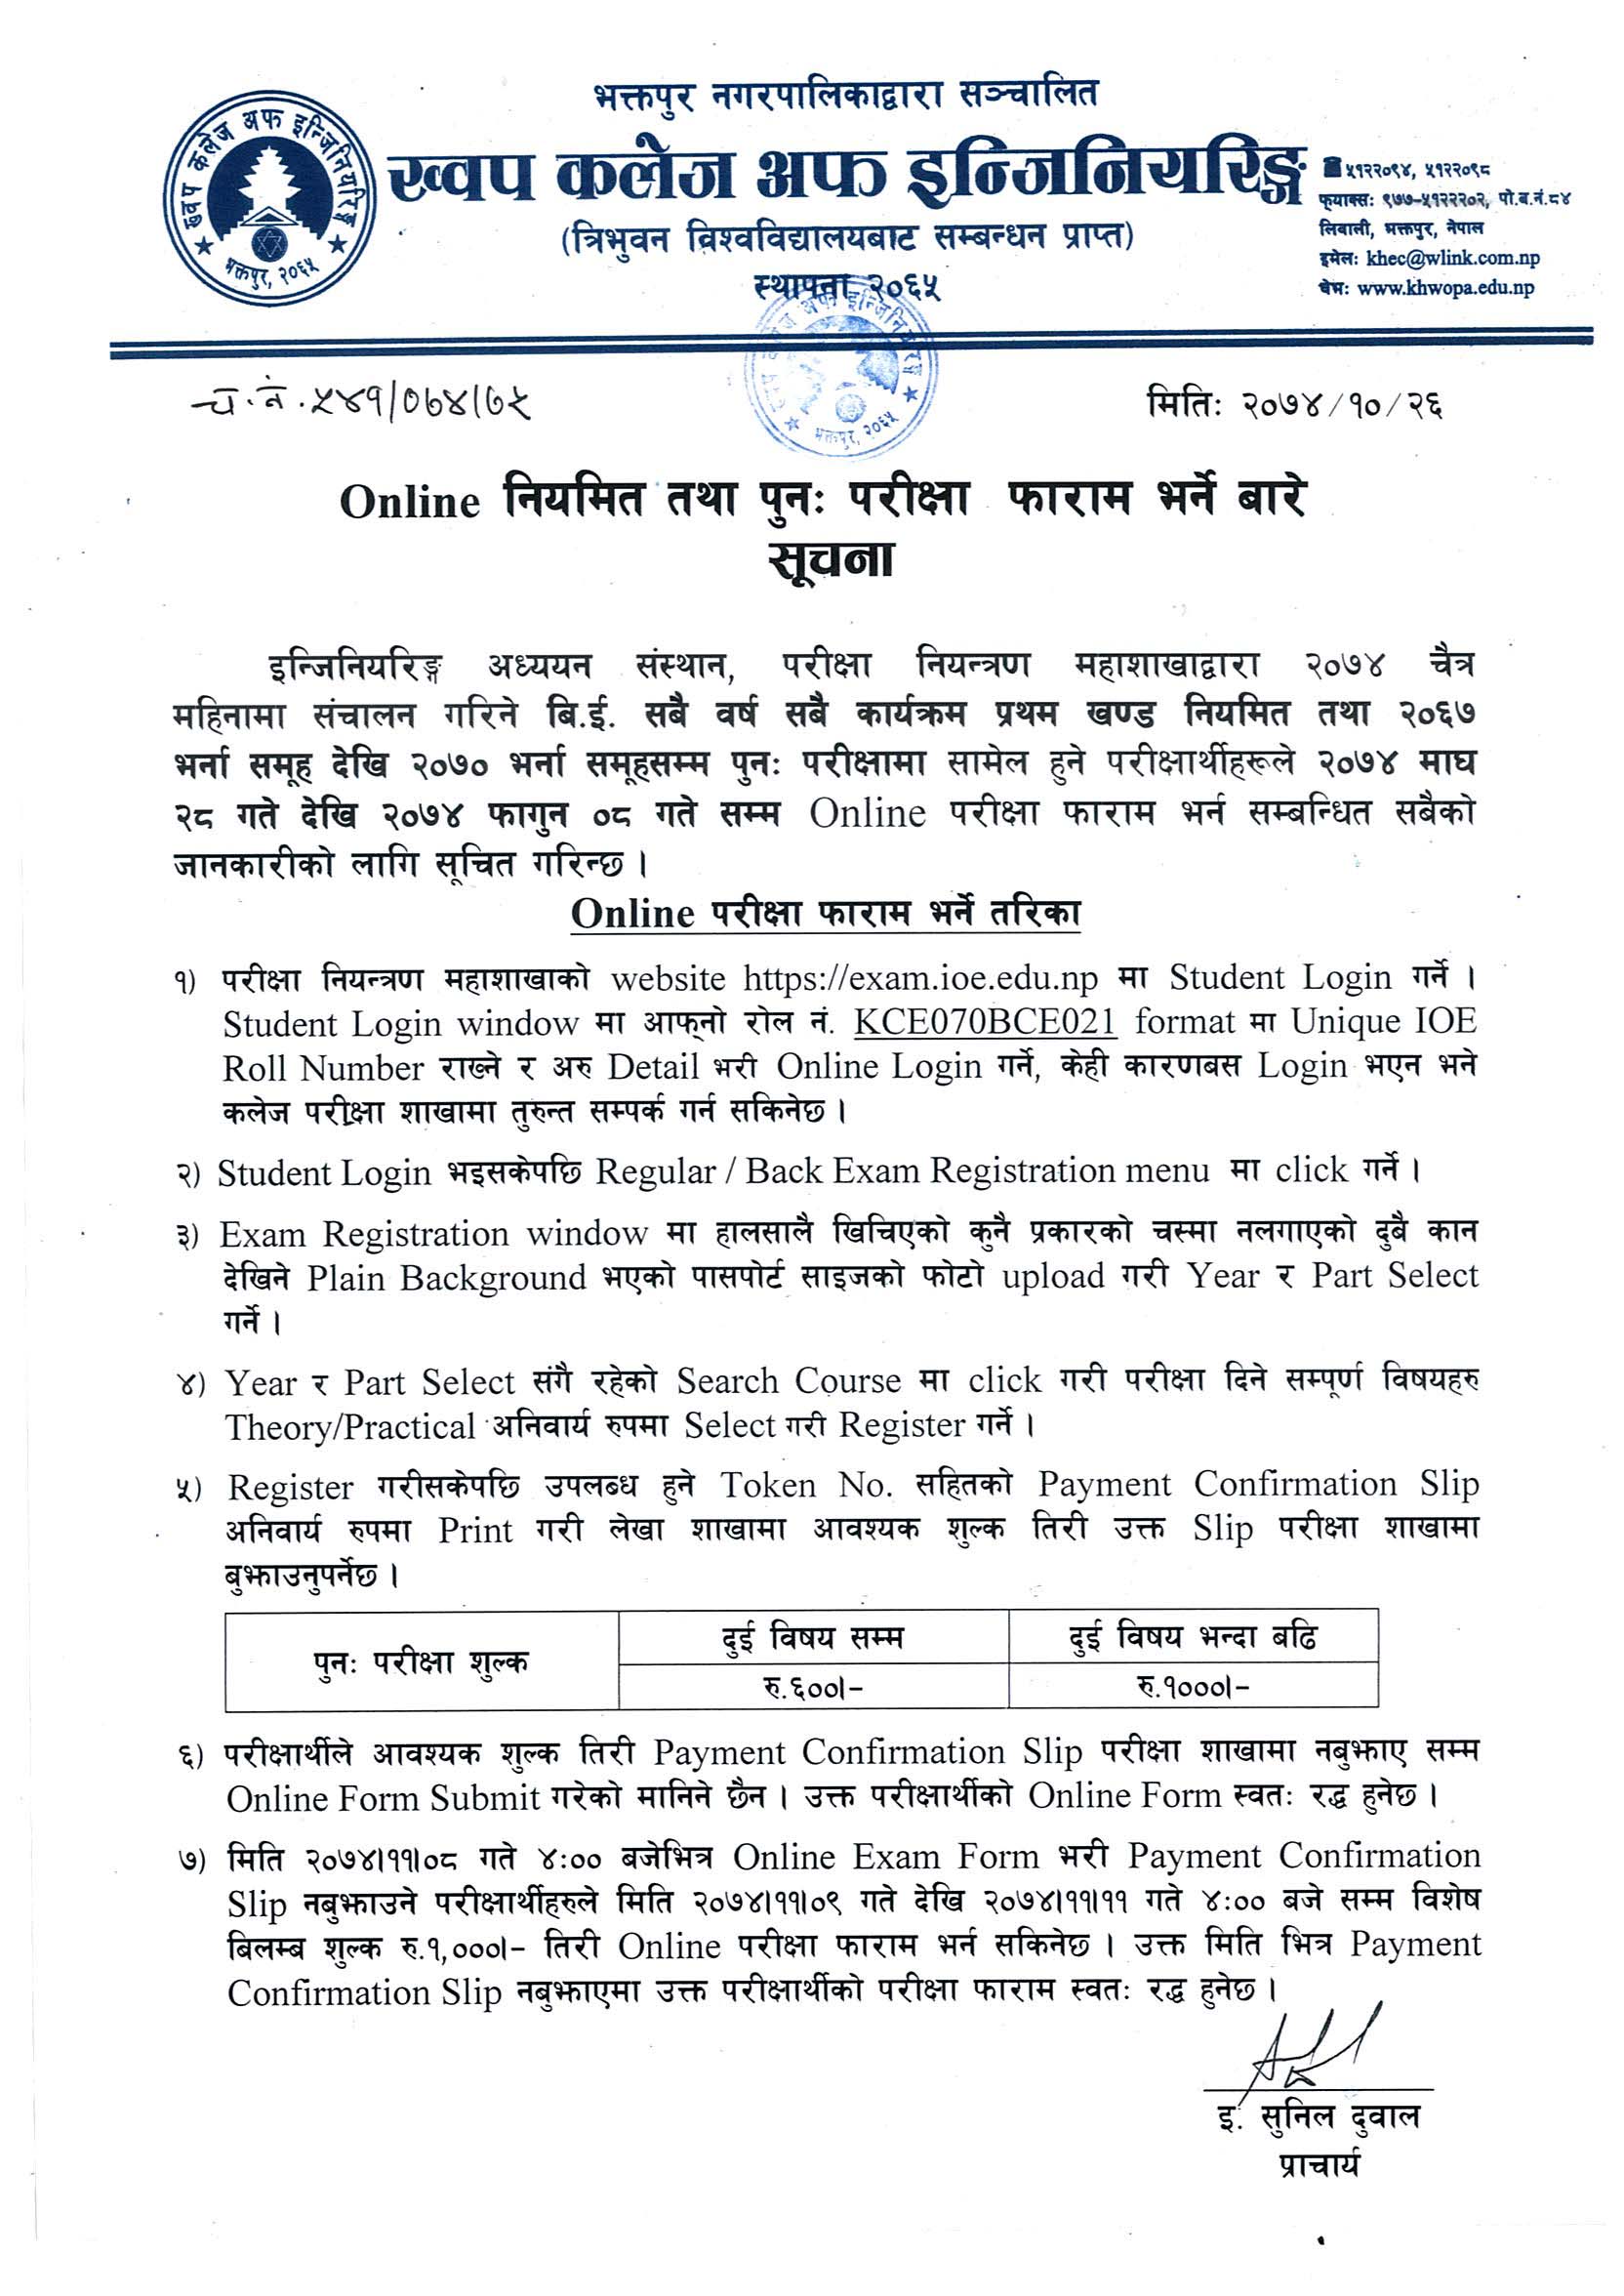 भक्तपुर नगरपालिकाद्वारा सञ्चालित
ख्वप कलेज अफ इन्जिनियरिङ्ग
(त्रिभुवन विश्वविद्यालयबाट सम्बन्धन प्राप्त)
स्थापना २०६५
ख्वप कलेज अफ इन्जिनियरिङ्ग
भक्तपुर, २०६५
५१२२०९४, ५१२२०९८
फ्याक्स: ९७७-५१२२२०२, पो.ब.नं.८४
लिवाली, भक्तपुर, नेपाल
इमेल: khec@wlink.com.np
वेभ: www.khwopa.edu.np
च.नं. ५४१/०७४/७५
मिति: २०७४/१०/२६
भक्तपुर, २०६५
Online नियमित तथा पुनः परीक्षा फाराम भर्ने बारे
सूचना
इन्जिनियरिङ्ग अध्ययन संस्थान, परीक्षा नियन्त्रण महाशाखाद्वारा २०७४ चैत्र
महिनामा संचालन गरिने बि.ई. सबै वर्ष सबै कार्यक्रम प्रथम खण्ड नियमित तथा २०६७
भर्ना समूह देखि २०७० भर्ना समूहसम्म पुनः परीक्षामा सामेल हुने परीक्षार्थीहरूले २०७४ माघ
२८ गते देखि २०७४ फागुन ०८ गते सम्म Online परीक्षा फाराम भर्न सम्बन्धित सबैको
जानकारीको लागि सूचित गरिन्छ ।
Online परीक्षा फाराम भर्ने तरिका
१) परीक्षा नियन्त्रण महाशाखाको website https://exam.ioe.edu.np मा Student Login गर्ने ।
Student Login window मा आफ्नो रोल नं. KCE070BCE021 format मा Unique IOE
Roll Number राख्ने र अरु Detail भरी Online Login गर्ने, केही कारणबस Login भएन भने
कलेज परीक्षा शाखामा तुरुन्त सम्पर्क गर्न सकिनेछ ।
२) Student Login भइसकेपछि Regular / Back Exam Registration menu मा click गर्ने ।
३) Exam Registration window मा हालसालै खिचिएको कुनै प्रकारको चस्मा नलगाएको दुबै कान
देखिने Plain Background भएको पासपोर्ट साइजको फोटो upload गरी Year र Part Select
गर्ने ।
४) Year र Part Select संगै रहेको Search Course मा click गरी परीक्षा दिने सम्पूर्ण विषयहरु
Theory/Practical अनिवार्य रुपमा Select गरी Register गर्ने ।
५) Register गरीसकेपछि उपलब्ध हुने Token No. सहितको Payment Confirmation Slip
अनिवार्य रुपमा Print गरी लेखा शाखामा आवश्यक शुल्क तिरी उक्त Slip परीक्षा शाखामा
बुझाउनुपर्नेछ ।
पुनः परीक्षा शुल्क
दुई विषय सम्म
दुई विषय भन्दा बढि
रु.६००।–
रु.१०००।–
६) परीक्षार्थीले आवश्यक शुल्क तिरी Payment Confirmation Slip परीक्षा शाखामा नबुझाए सम्म
Online Form Submit गरेको मानिने छैन । उक्त परीक्षार्थीको Online Form स्वतः रद्ध हुनेछ ।
७) मिति २०७४।११।०८ गते ४:०० बजेभित्र Online Exam Form भरी Payment Confirmation
Slip नबुझाउने परीक्षार्थीहरुले मिति २०७४।११।०९ गते देखि २०७४।११।११ गते ४:०० बजे सम्म विशेष
बिलम्ब शुल्क रु.१,०००।– तिरी Online परीक्षा फाराम भर्न सकिनेछ । उक्त मिति भित्र Payment
Confirmation Slip नबुझाएमा उक्त परीक्षार्थीको परीक्षा फाराम स्वतः रद्ध हुनेछ ।
इ. सुनिल दुवाल
प्राचार्य